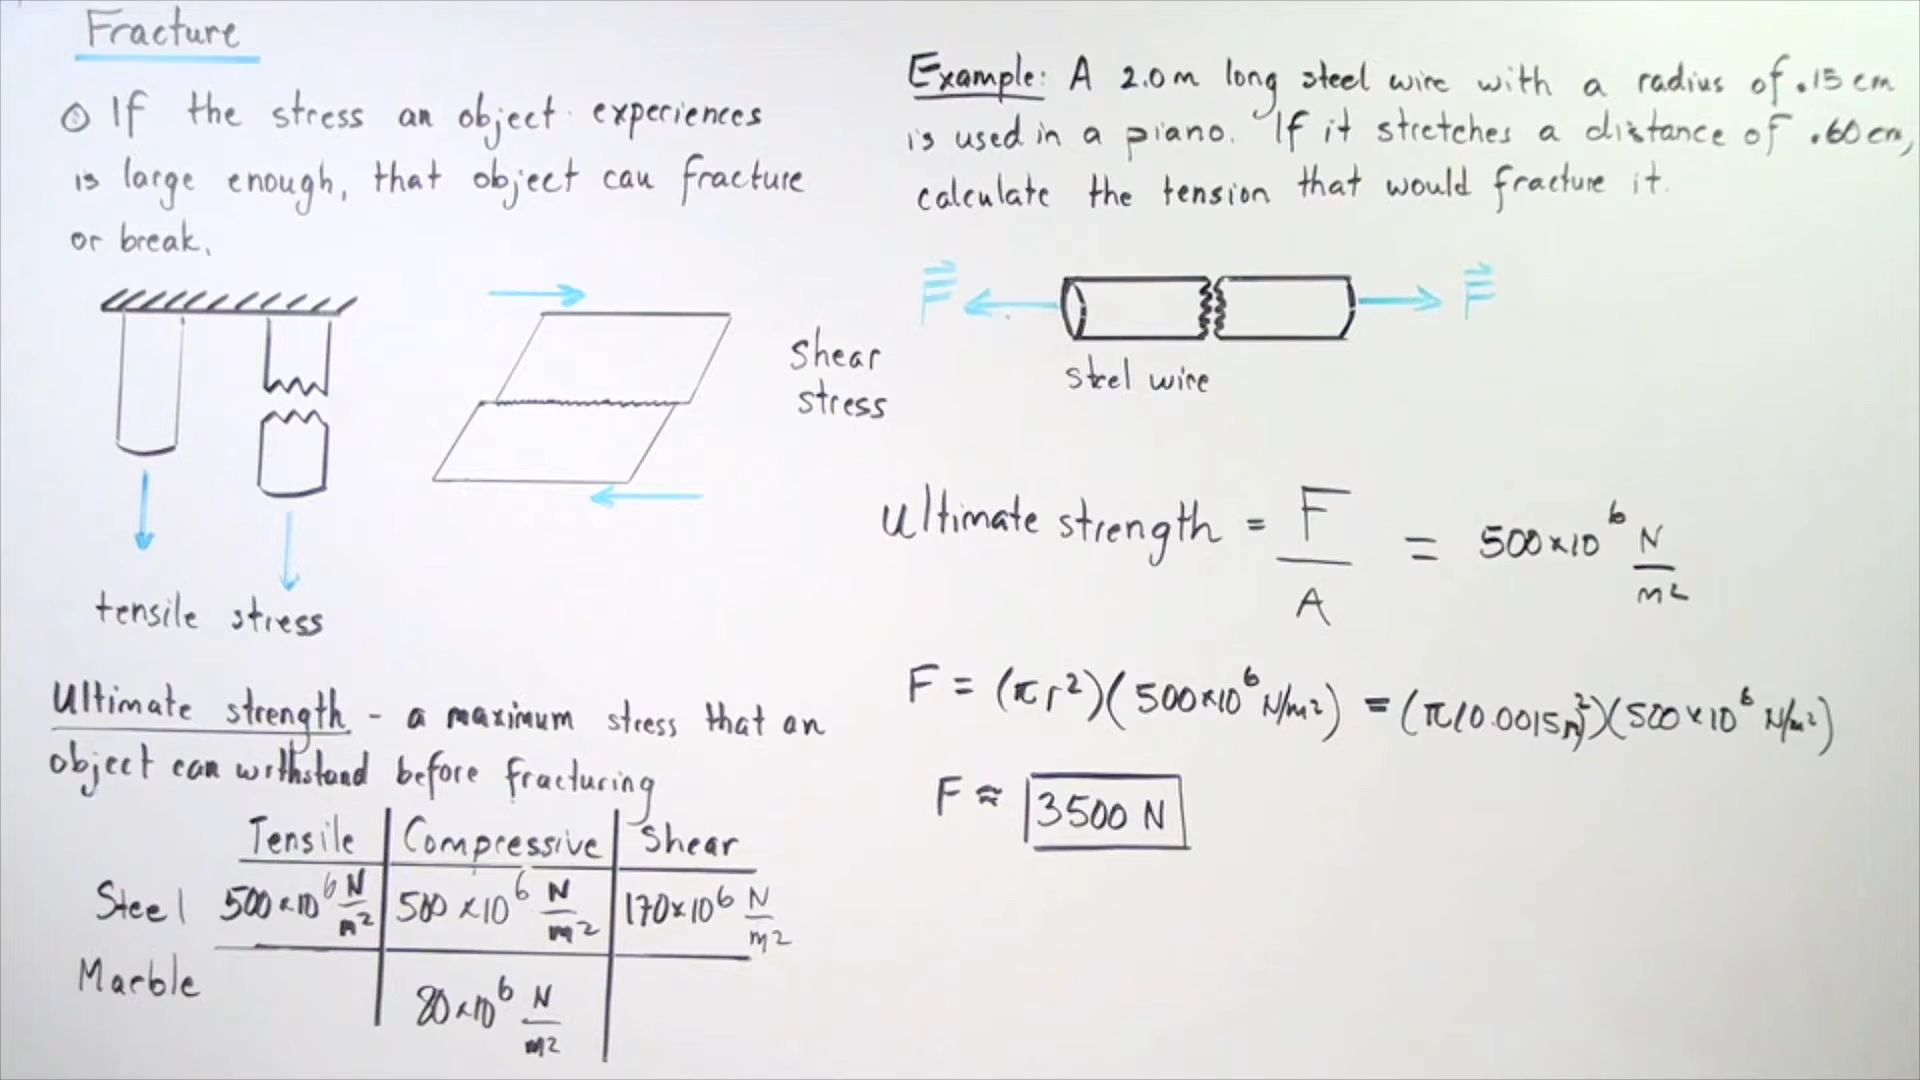 Fracture
If the stress an object experiences
is large enough, that object can fracture
or break.
Shear
stress
tensile stress
Ultimate strength - a maximum stress that an
object can withstand before fracturing
Tensile Compressive Shear
Steel 500×10⁶ N/m² 500×10⁶ N/m² 170×10⁶ N/m²
Marble 80×10⁶ N/m²
Example: A 2.0 m long steel wire with a radius of .15 cm
is used in a piano. If it stretches a distance of .60 cm,
calculate the tension that would fracture it.
F⃗ F⃗
steel wire
Ultimate strength = F/A = 500×10⁶ N/m²
F = (πr²)(500×10⁶ N/m²) = (π(0.0015m)²)(500×10⁶ N/m²)
F ≈ 3500 N